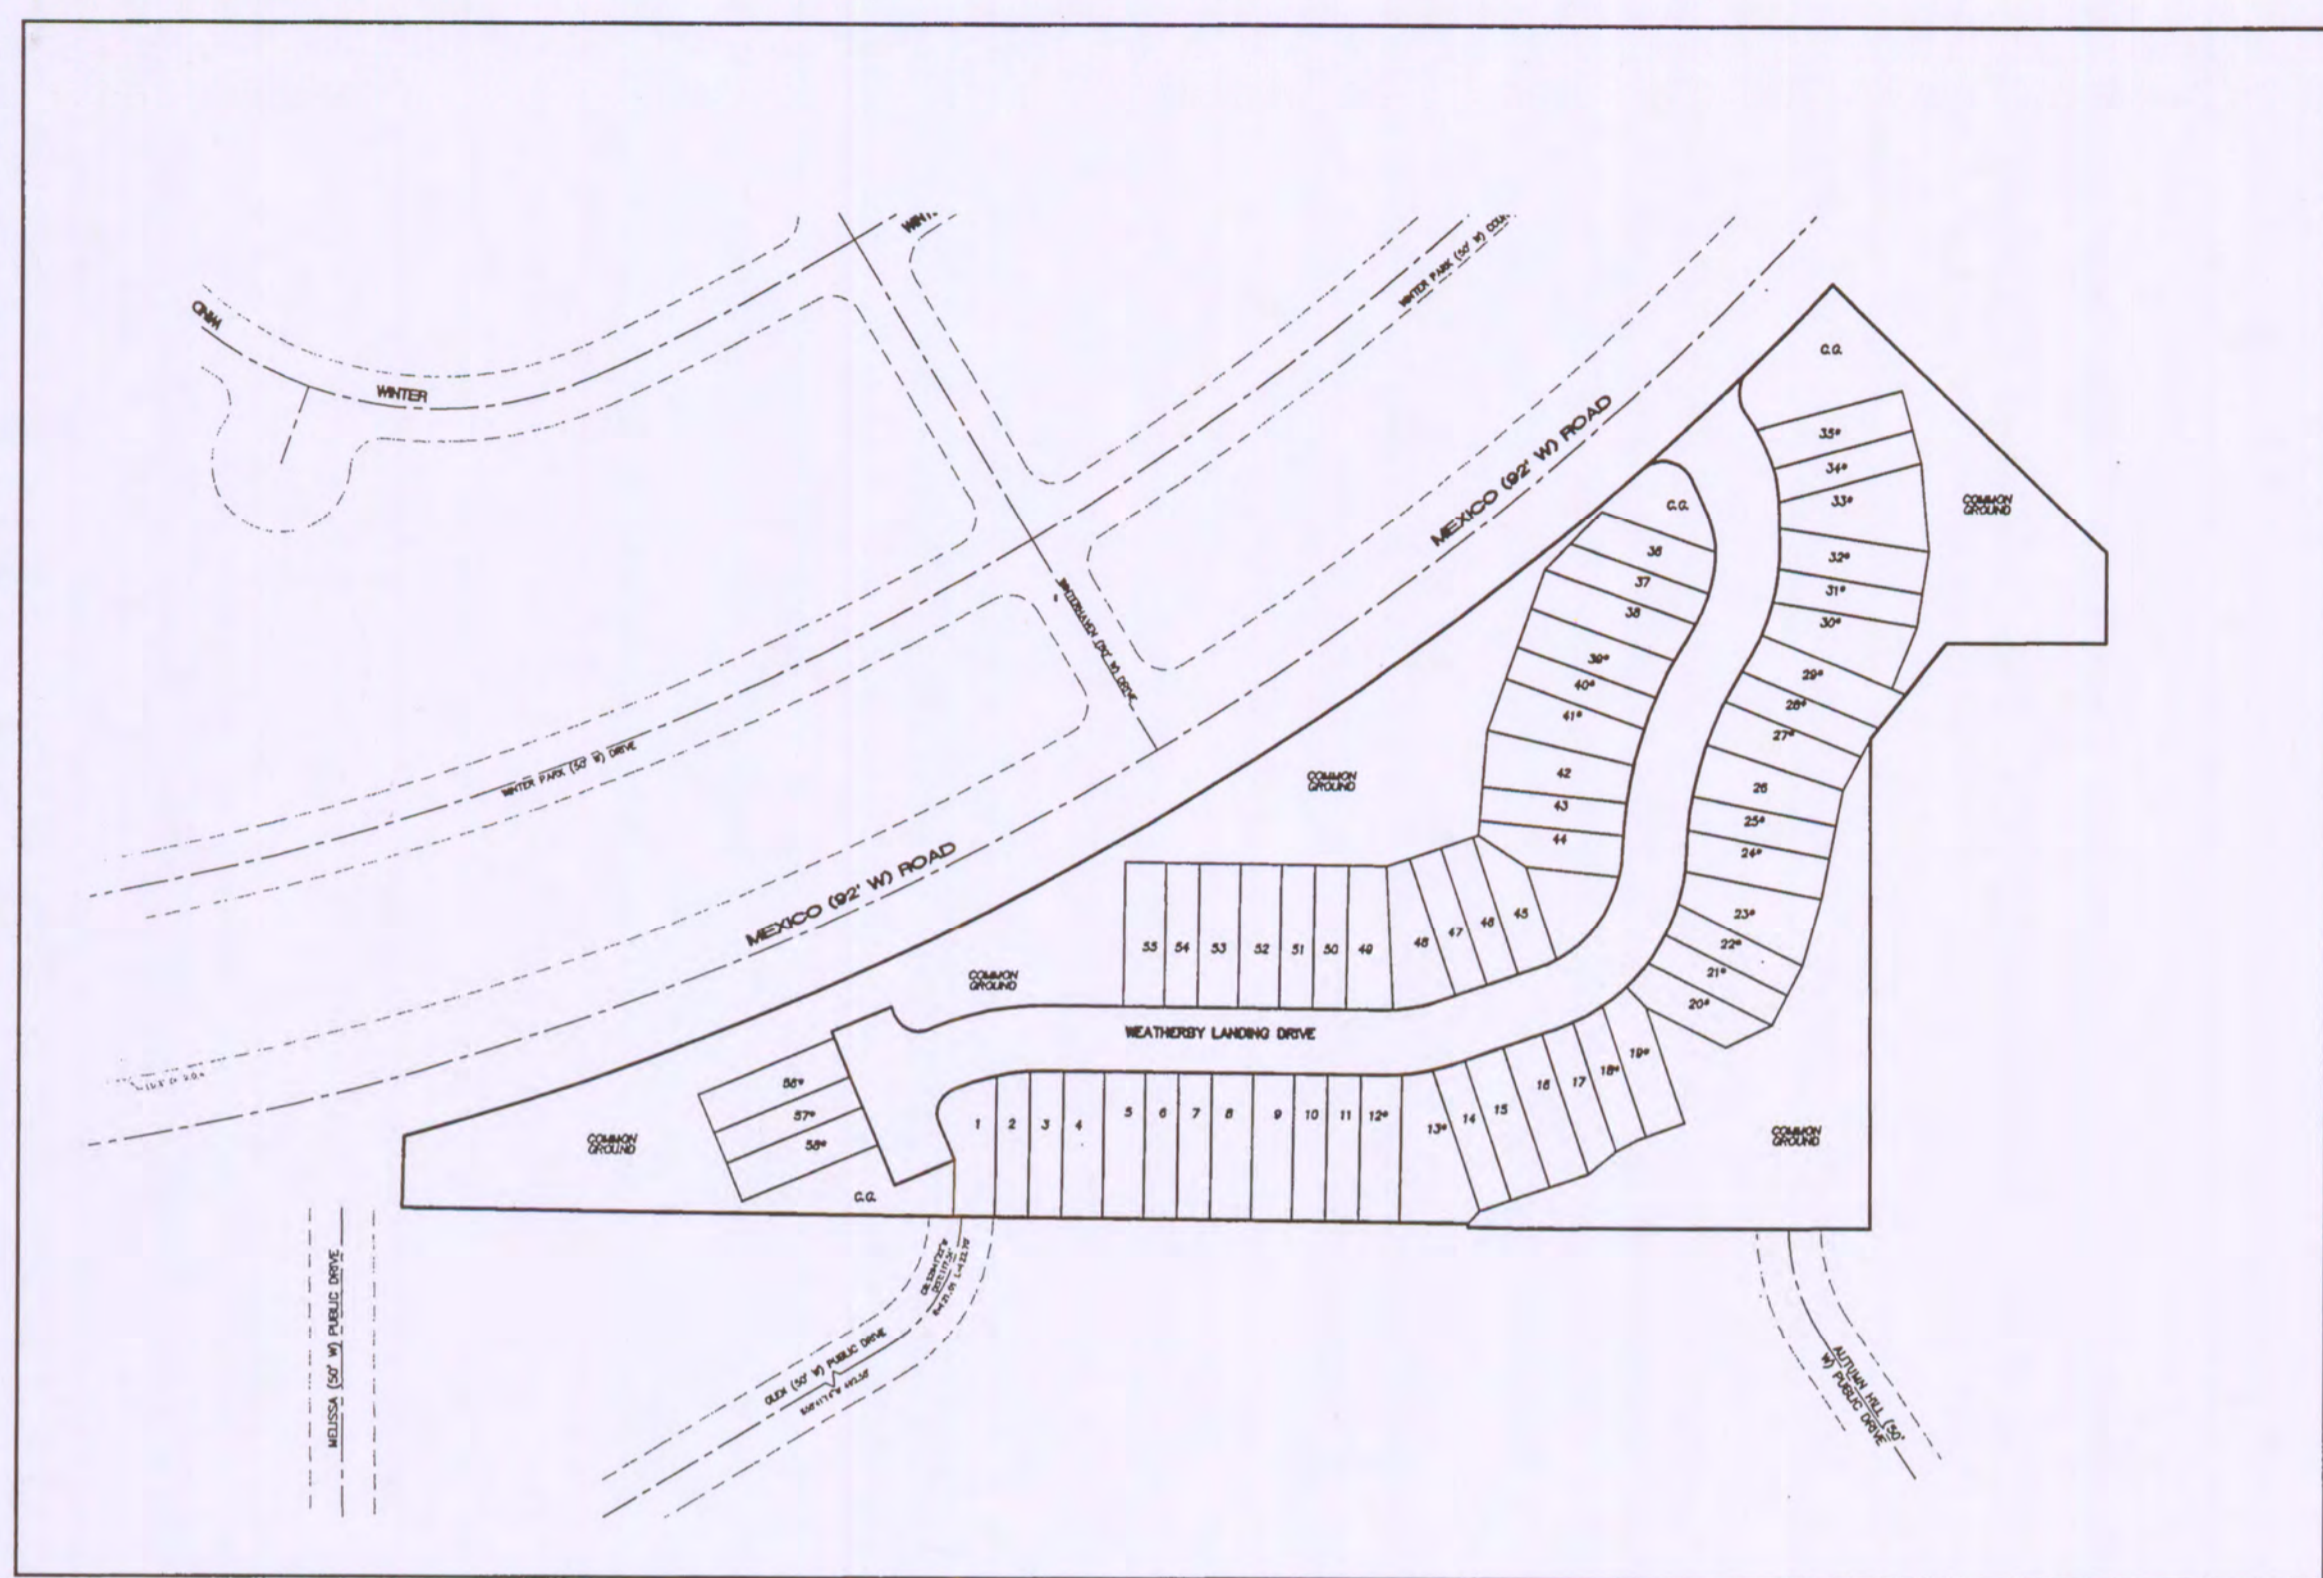 WINTER
WINTER PARK (50' W)
C.G.
MEXICO (92' W) ROAD
35*
34*
33*
COMMON
GROUND
C.G.
36
37
38
32*
31*
30*
39*
40*
41*
29*
28*
27*
DRIVE
WINTER PARK (50' W) DRIVE
COMMON
GROUND
42
43
44
26
25*
24*
MEXICO (92' W) ROAD
23*
22*
21*
20*
55
54
53
52
51
50
49
48
47
46
45
COMMON
GROUND
WEATHERBY LANDING DRIVE
56*
57*
58*
COMMON
GROUND
C.G.
1
2
3
4
5
6
7
8
9
10
11
12*
13*
14
15
16
17
18*
19*
COMMON
GROUND
MELISSA (50' W) PUBLIC DRIVE
GLEN (50' W) PUBLIC DRIVE
AUTUMN HILL (50'
W) PUBLIC DRIVE